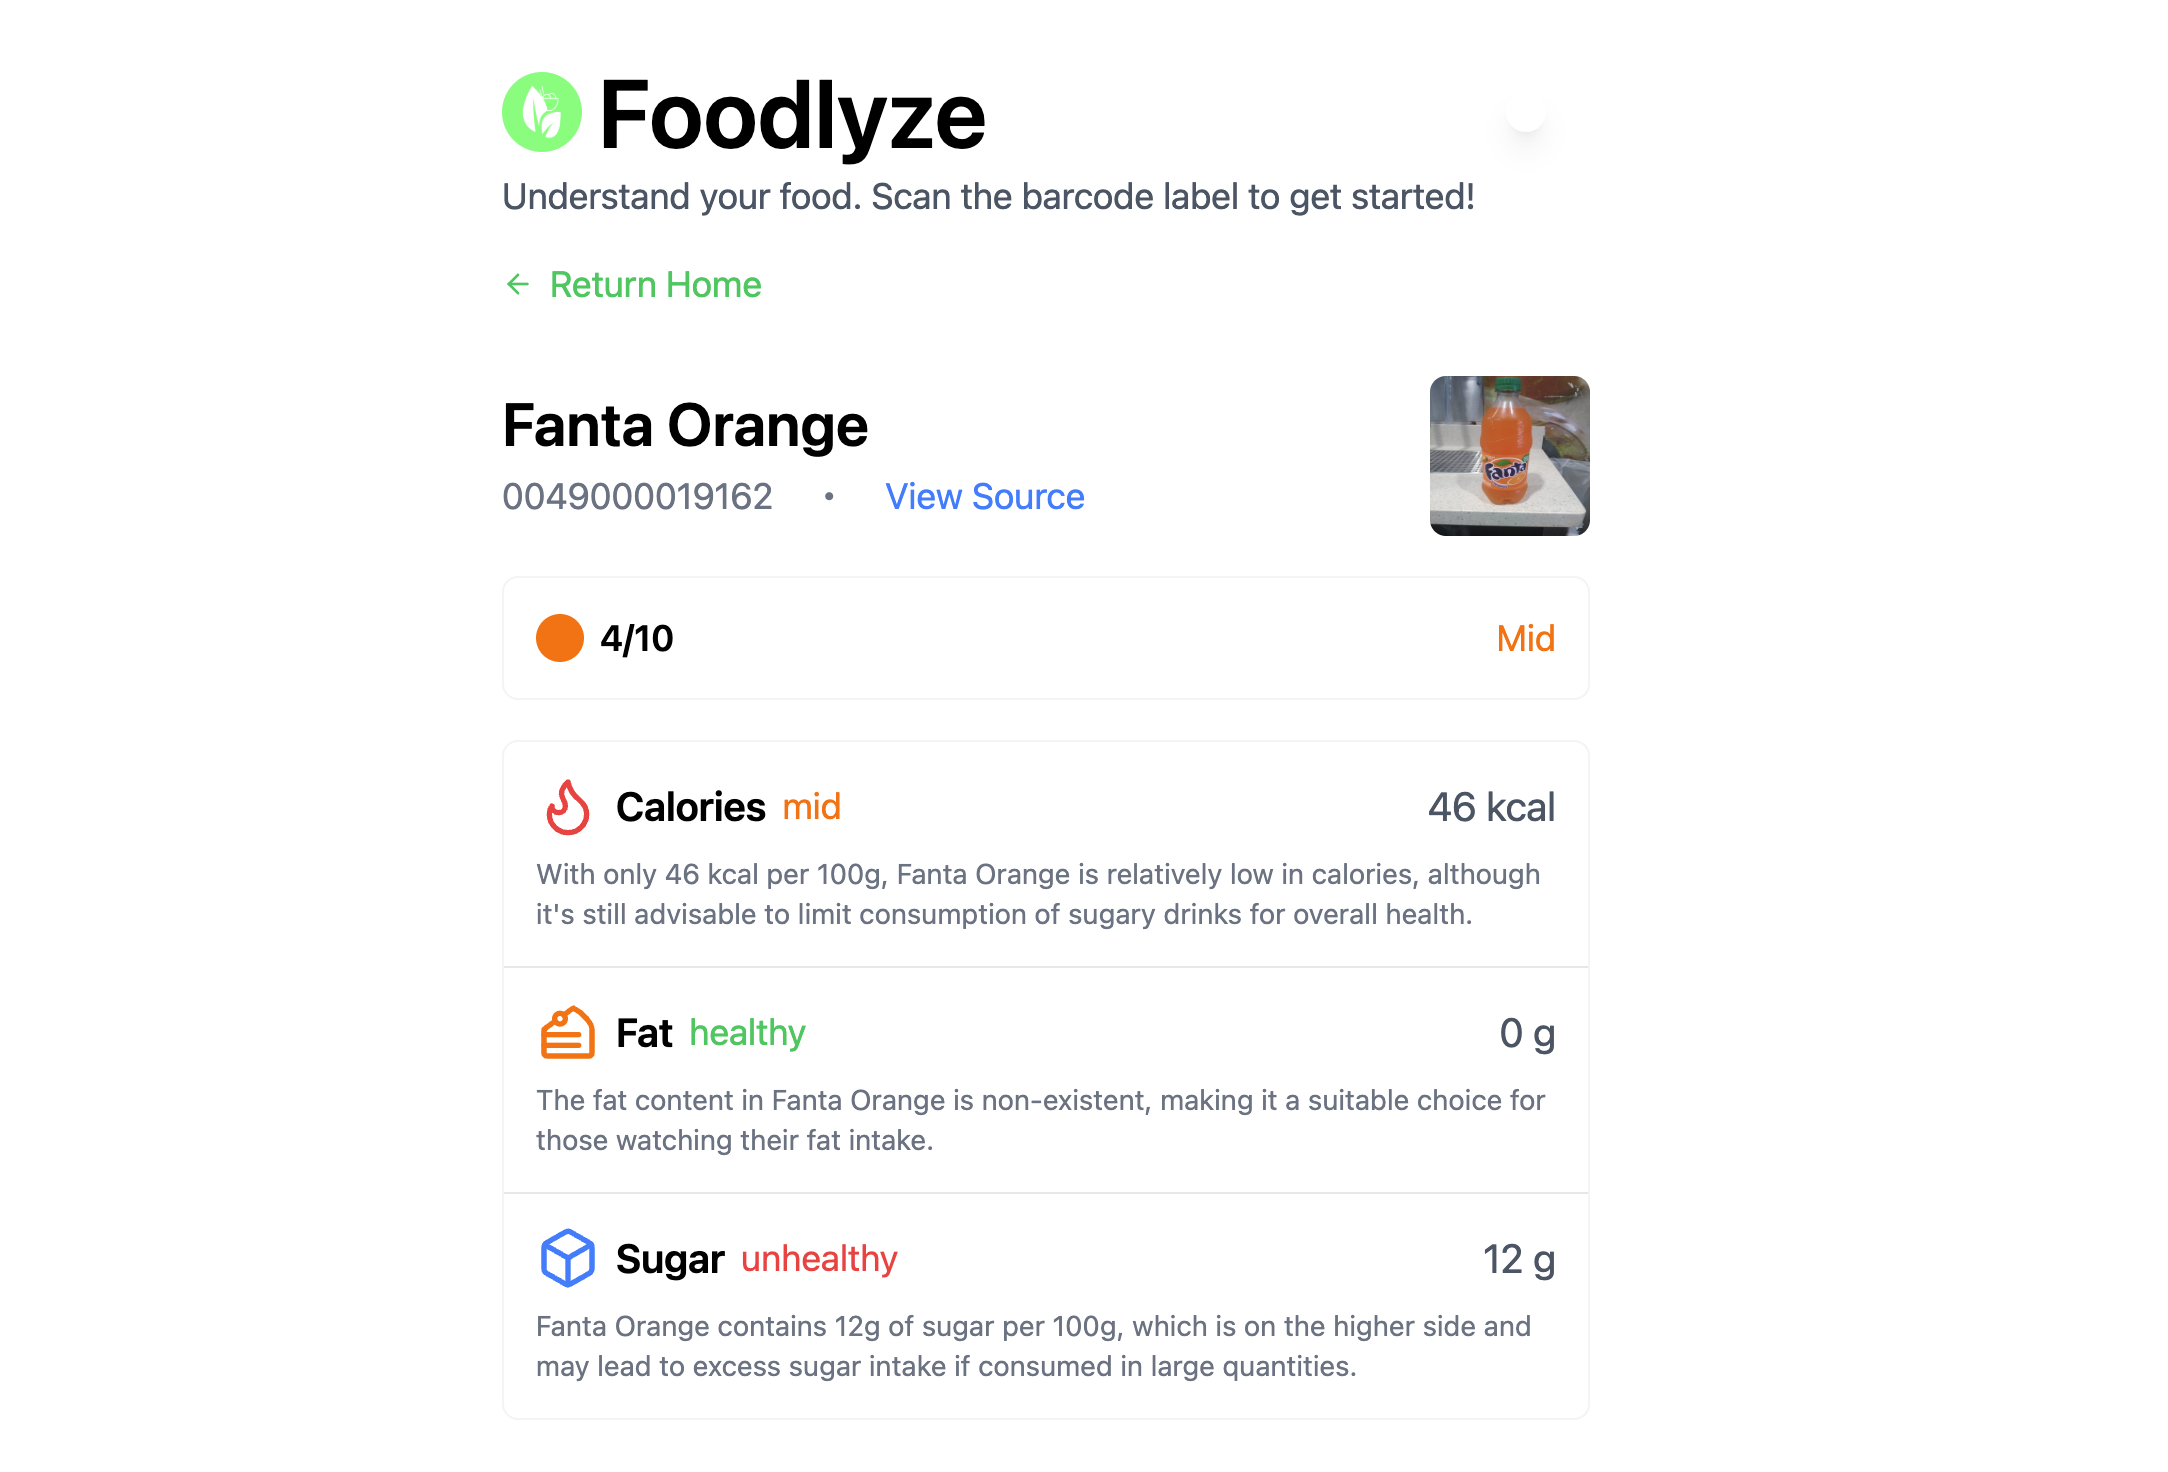 Foodlyze
Understand your food. Scan the barcode label to get started!
← Return Home
Fanta Orange
0049000019162 • View Source
Fanta
4/10 Mid
Calories mid 46 kcal
With only 46 kcal per 100g, Fanta Orange is relatively low in calories, although
it's still advisable to limit consumption of sugary drinks for overall health.
Fat healthy 0 g
The fat content in Fanta Orange is non-existent, making it a suitable choice for
those watching their fat intake.
Sugar unhealthy 12 g
Fanta Orange contains 12g of sugar per 100g, which is on the higher side and
may lead to excess sugar intake if consumed in large quantities.